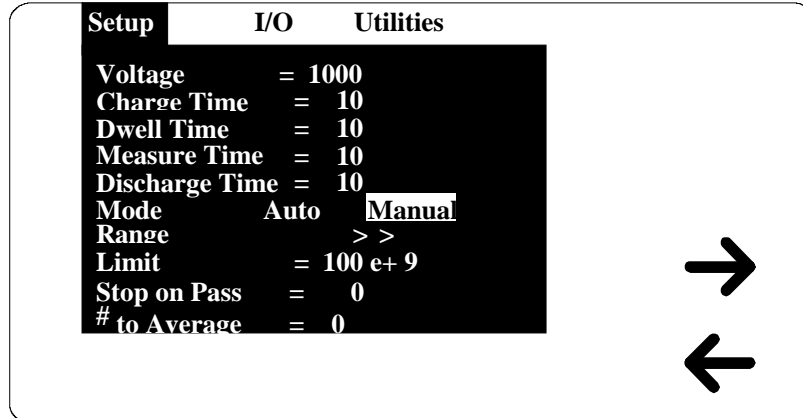 Setup I/O Utilities
Voltage = 1000
Charge Time = 10
Dwell Time = 10
Measure Time = 10
Discharge Time = 10
Mode Auto Manual
Range > >
Limit = 100 e+ 9
Stop on Pass = 0
# to Average = 0